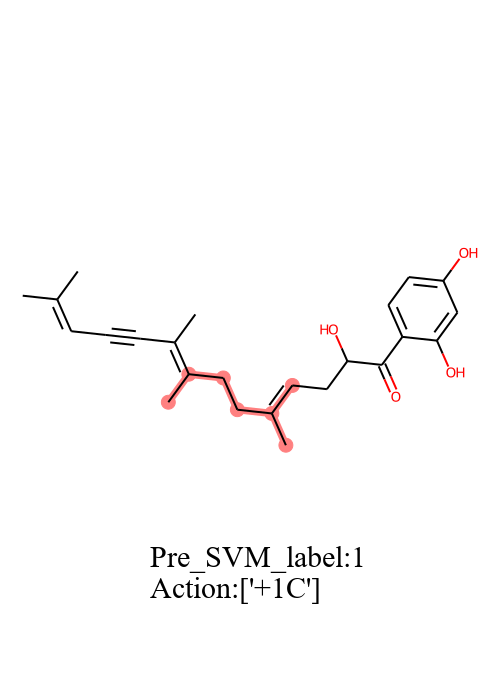 OH
HO
OH
O
Pre_SVM_label:1
Action:['+1C']